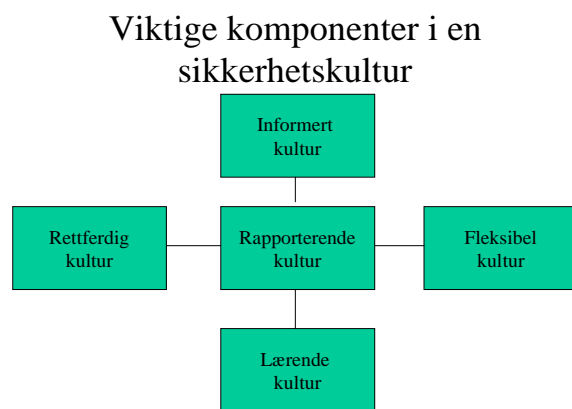 Viktige komponenter i en
sikkerhetskultur
Informert
kultur
Rettferdig
kultur
Rapporterende
kultur
Fleksibel
kultur
Lærende
kultur